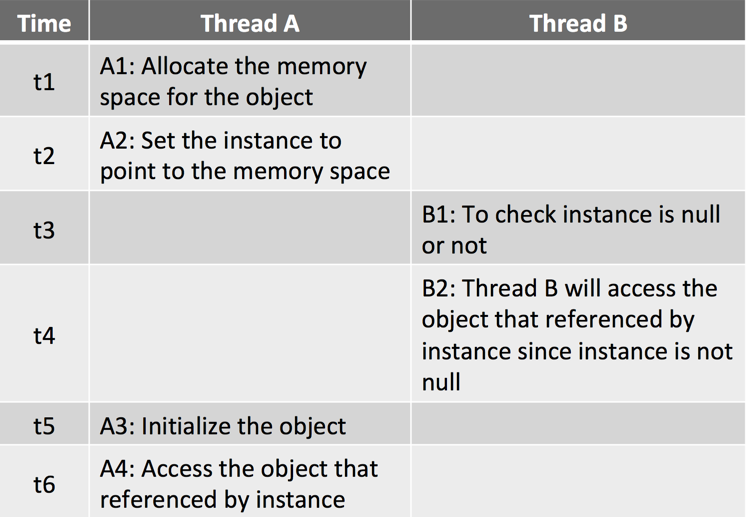 Time Thread A Thread B
t1
A1: Allocate the memory
space for the object
t2
A2: Set the instance to
point to the memory space
t3
B1: To check instance is null
or not
t4
B2: Thread B will access the
object that referenced by
instance since instance is not
null
t5
A3: Initialize the object
t6
A4: Access the object that
referenced by instance